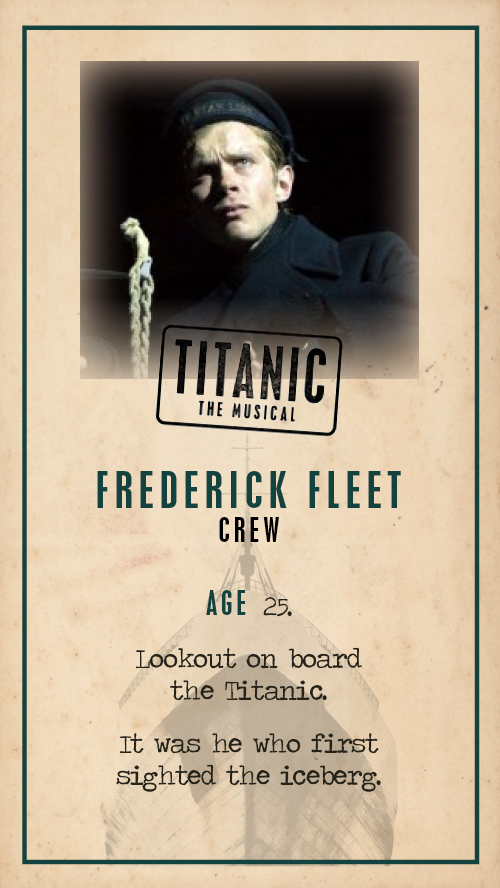 TITANIC
THE MUSICAL
FREDERICK FLEET
CREW
AGE 25.
Lookout on board
the Titanic.
It was he who first
sighted the iceberg.